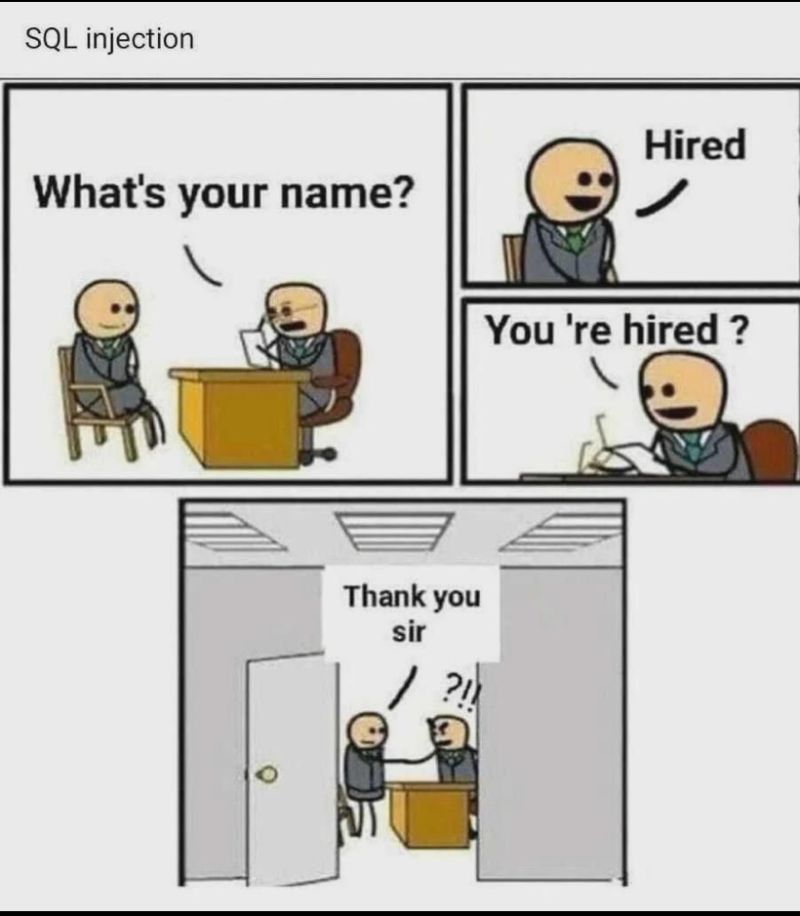 SQL injection
What's your name?
Hired
You 're hired ?
Thank you
sir
?!!